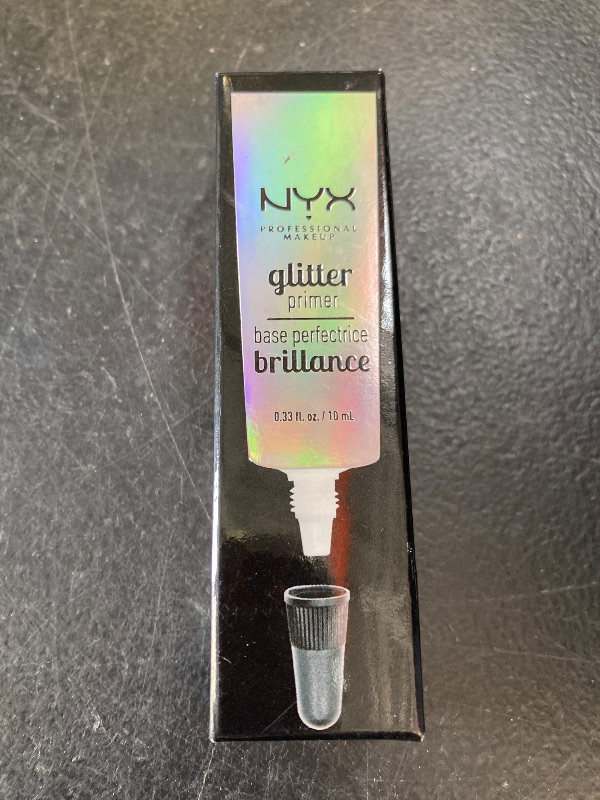 NYX
PROFESSIONAL
MAKEUP
glitter
primer
base perfectrice
brillance
0.33 fl. oz. / 10 mL